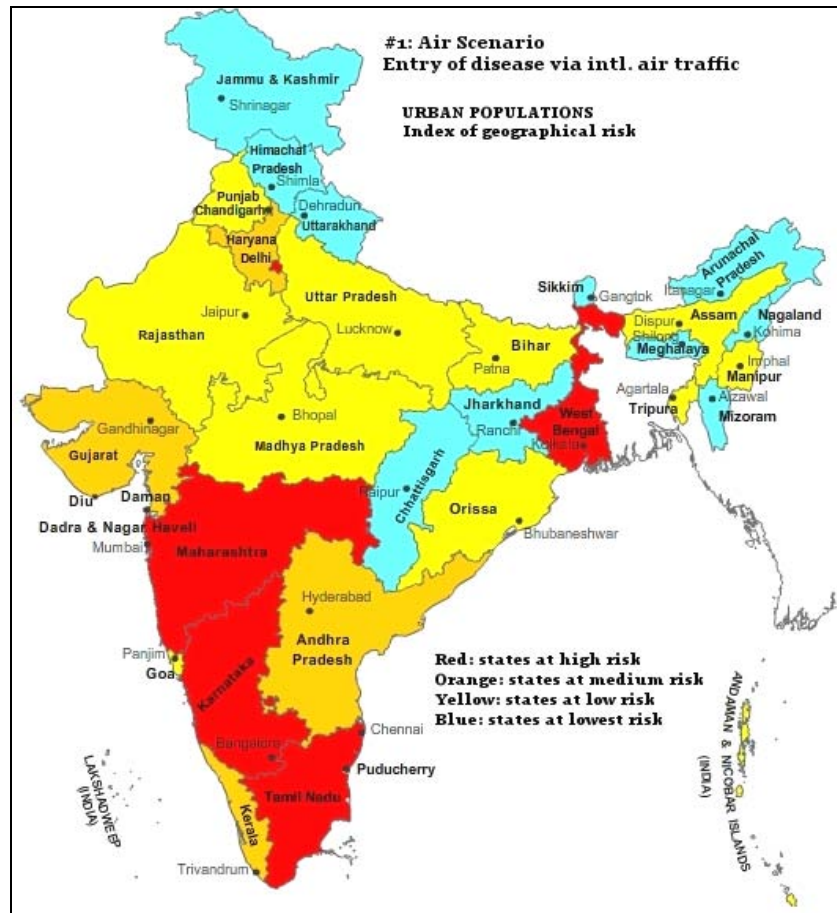 #1: Air Scenario
Entry of disease via intl. air traffic
URBAN POPULATIONS
Index of geographical risk
Jammu & Kashmir
Shrinagar
Himachal
Pradesh
Shimla
Punjab
Chandigarh
Dehradun
Uttarakhand
Haryana
Delhi
Arunachal
Pradesh
Itanagar
Sikkim
Gangtok
Uttar Pradesh
Jaipur
Lucknow
Rajasthan
Assam
Dispur
Nagaland
Shilong
Kohima
Meghalaya
Bihar
Patna
Imphal
Manipur
Agartala
Tripura
Aizawal
Mizoram
Jharkhand
Ranchi
West
Bengal
Kolkata
Gandhinagar
Bhopal
Madhya Pradesh
Gujarat
Diu
Daman
Raipur
Chhattisgarh
Orissa
Bhubaneshwar
Dadra & Nagar Haveli
Mumbai
Maharashtra
Hyderabad
Andhra
Pradesh
Panjim
Goa
Karnataka
Red: states at high risk
Orange: states at medium risk
Yellow: states at low risk
Blue: states at lowest risk
Chennai
Bangalore
Puducherry
Tamil Nadu
Kerala
Trivandrum
LAKSHADWEEP
(INDIA)
ANDAMAN & NICOBAR ISLANDS
(INDIA)